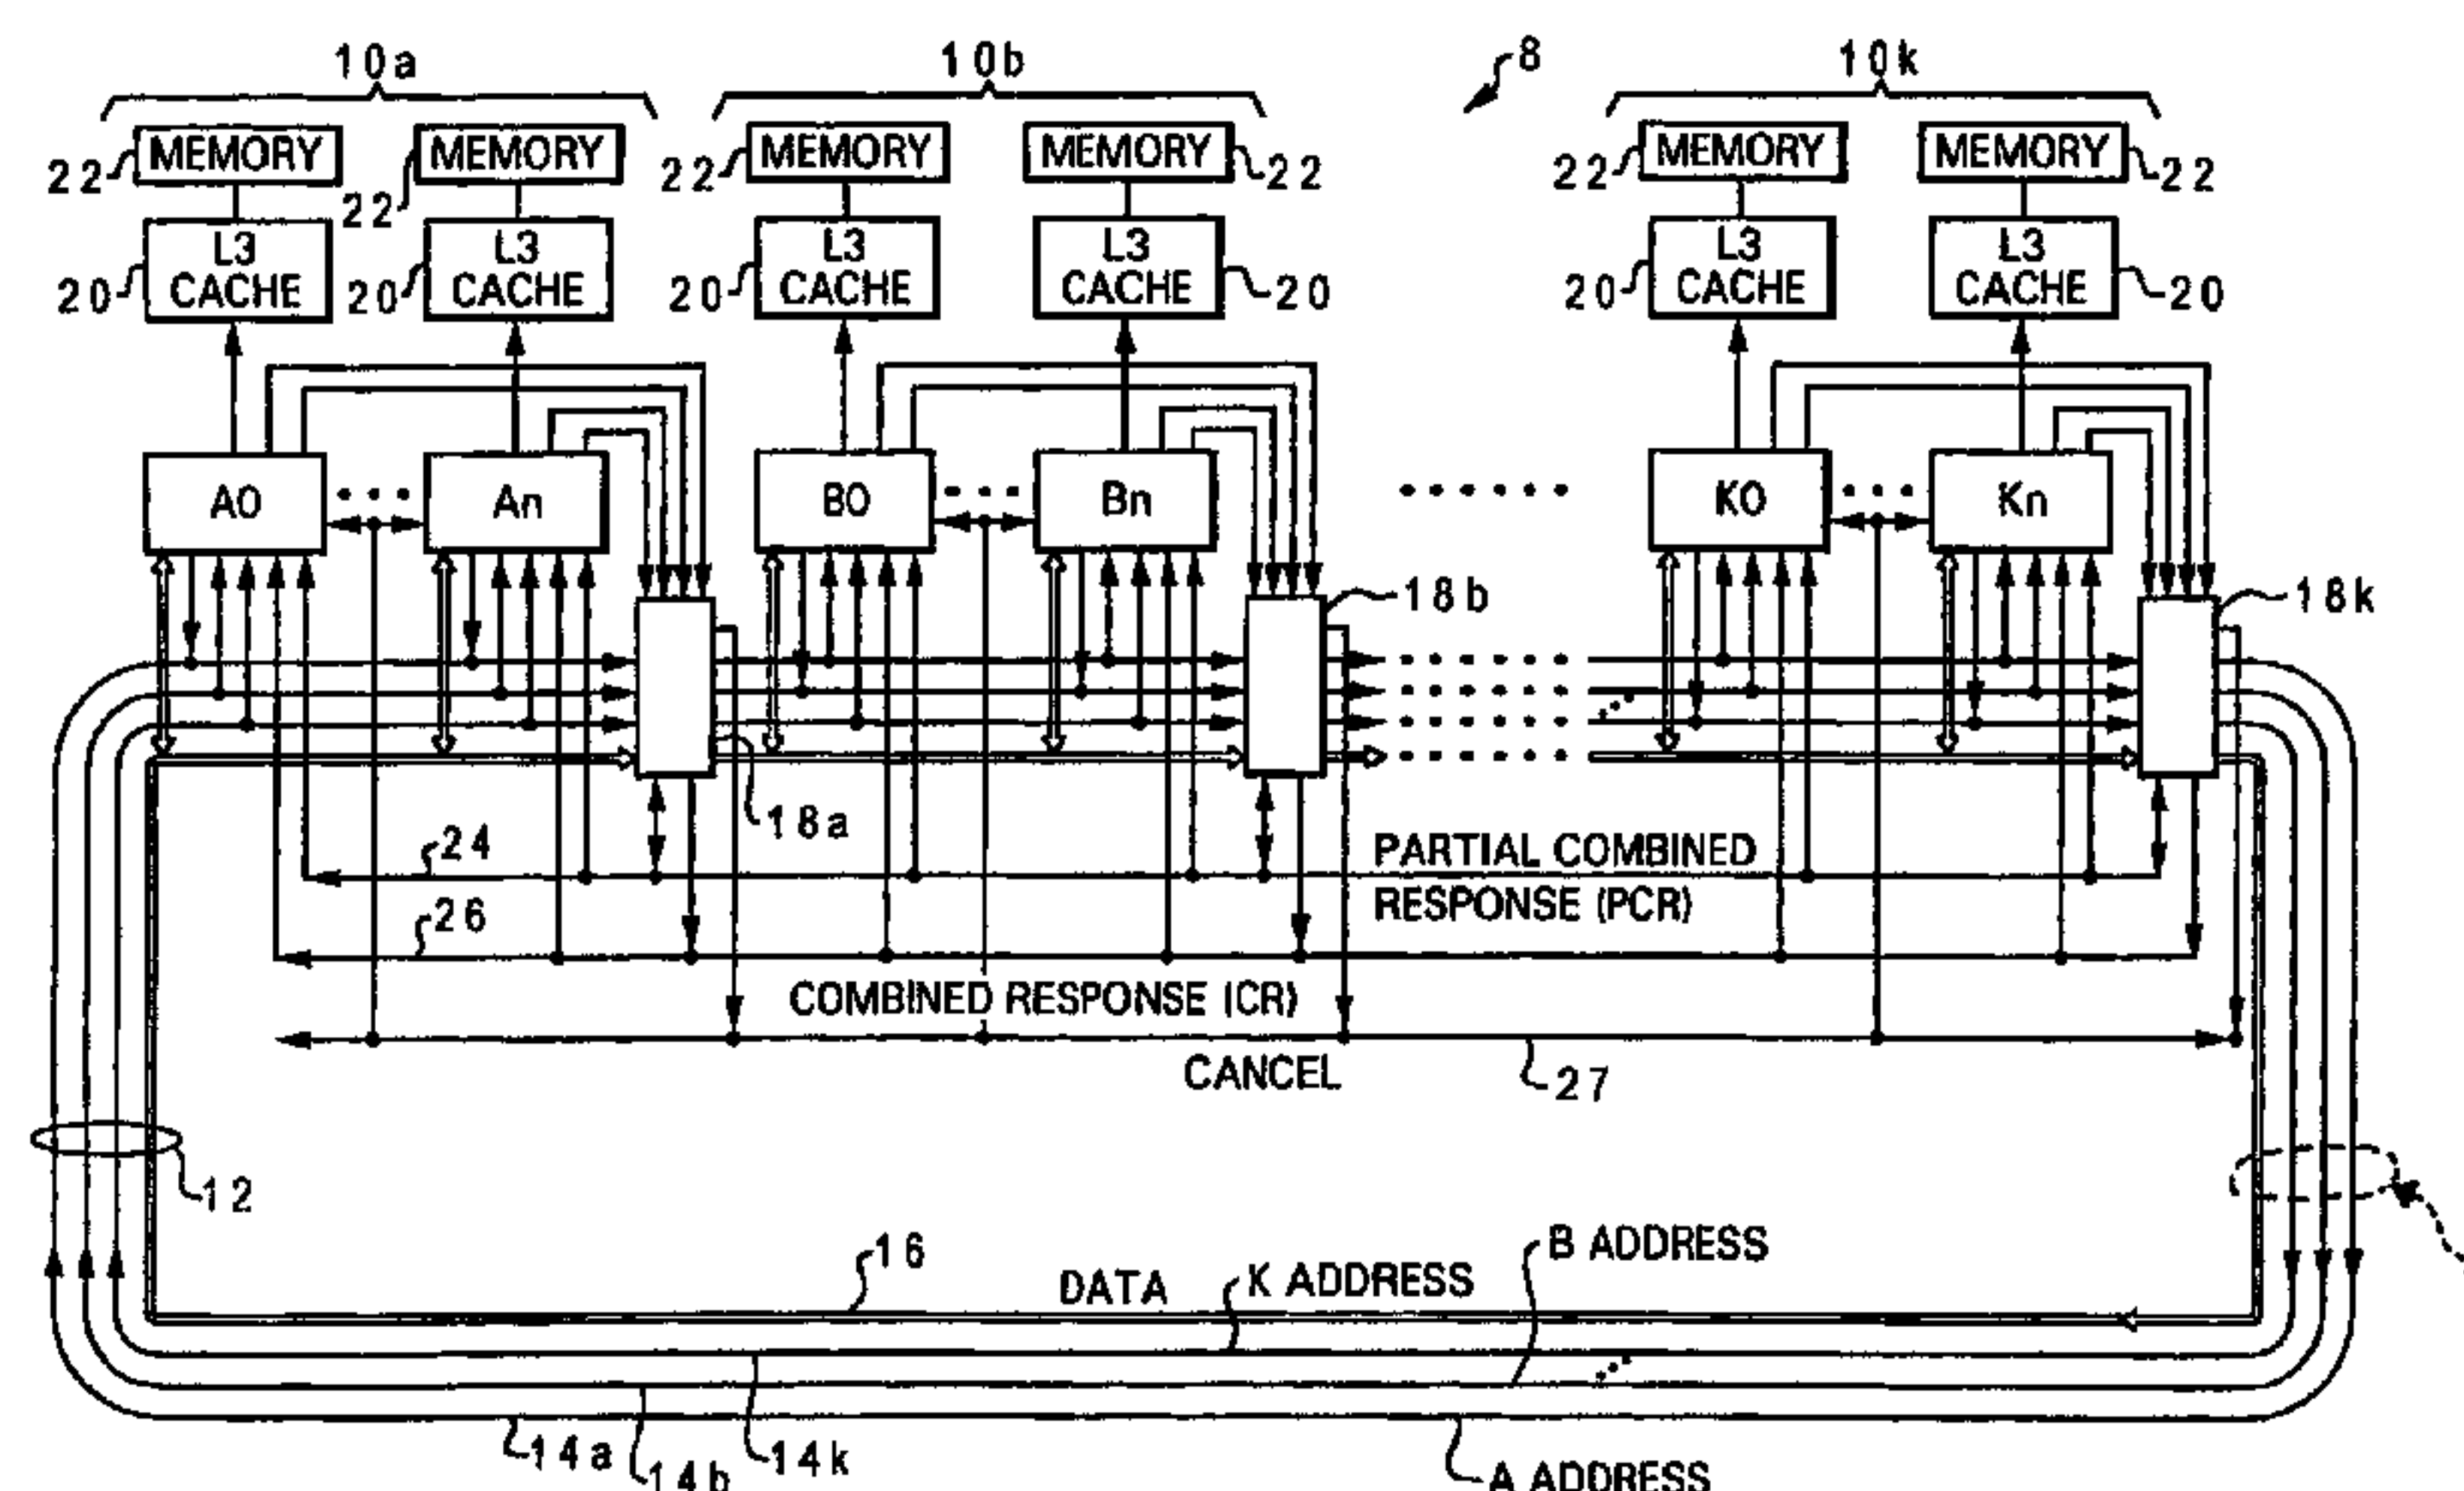 10a 10b 8 10k
MEMORY MEMORY MEMORY MEMORY MEMORY MEMORY
22 22 22 22 22 22
L3 CACHE L3 CACHE L3 CACHE L3 CACHE L3 CACHE L3 CACHE
20 20 20 20 20 20
A0 An B0 Bn K0 Kn
18b 18k
18a
24
PARTIAL COMBINED
RESPONSE (PCR)
26
COMBINED RESPONSE (CR)
CANCEL
27
12
16
DATA
K ADDRESS
B ADDRESS
14a
14b
14k
A ADDRESS